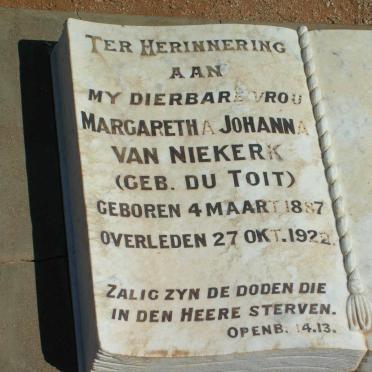 TER HERINNERING
AAN
MY DIERBARE VROU
MARGARETHA JOHANNA
VAN NIEKERK
(GEB. DU TOIT)
GEBOREN 4 MAART 1887
OVERLEDEN 27 OKT. 1922.
ZALIG ZYN DE DODEN DIE
IN DEN HEERE STERVEN.
OPENB. 14.13.